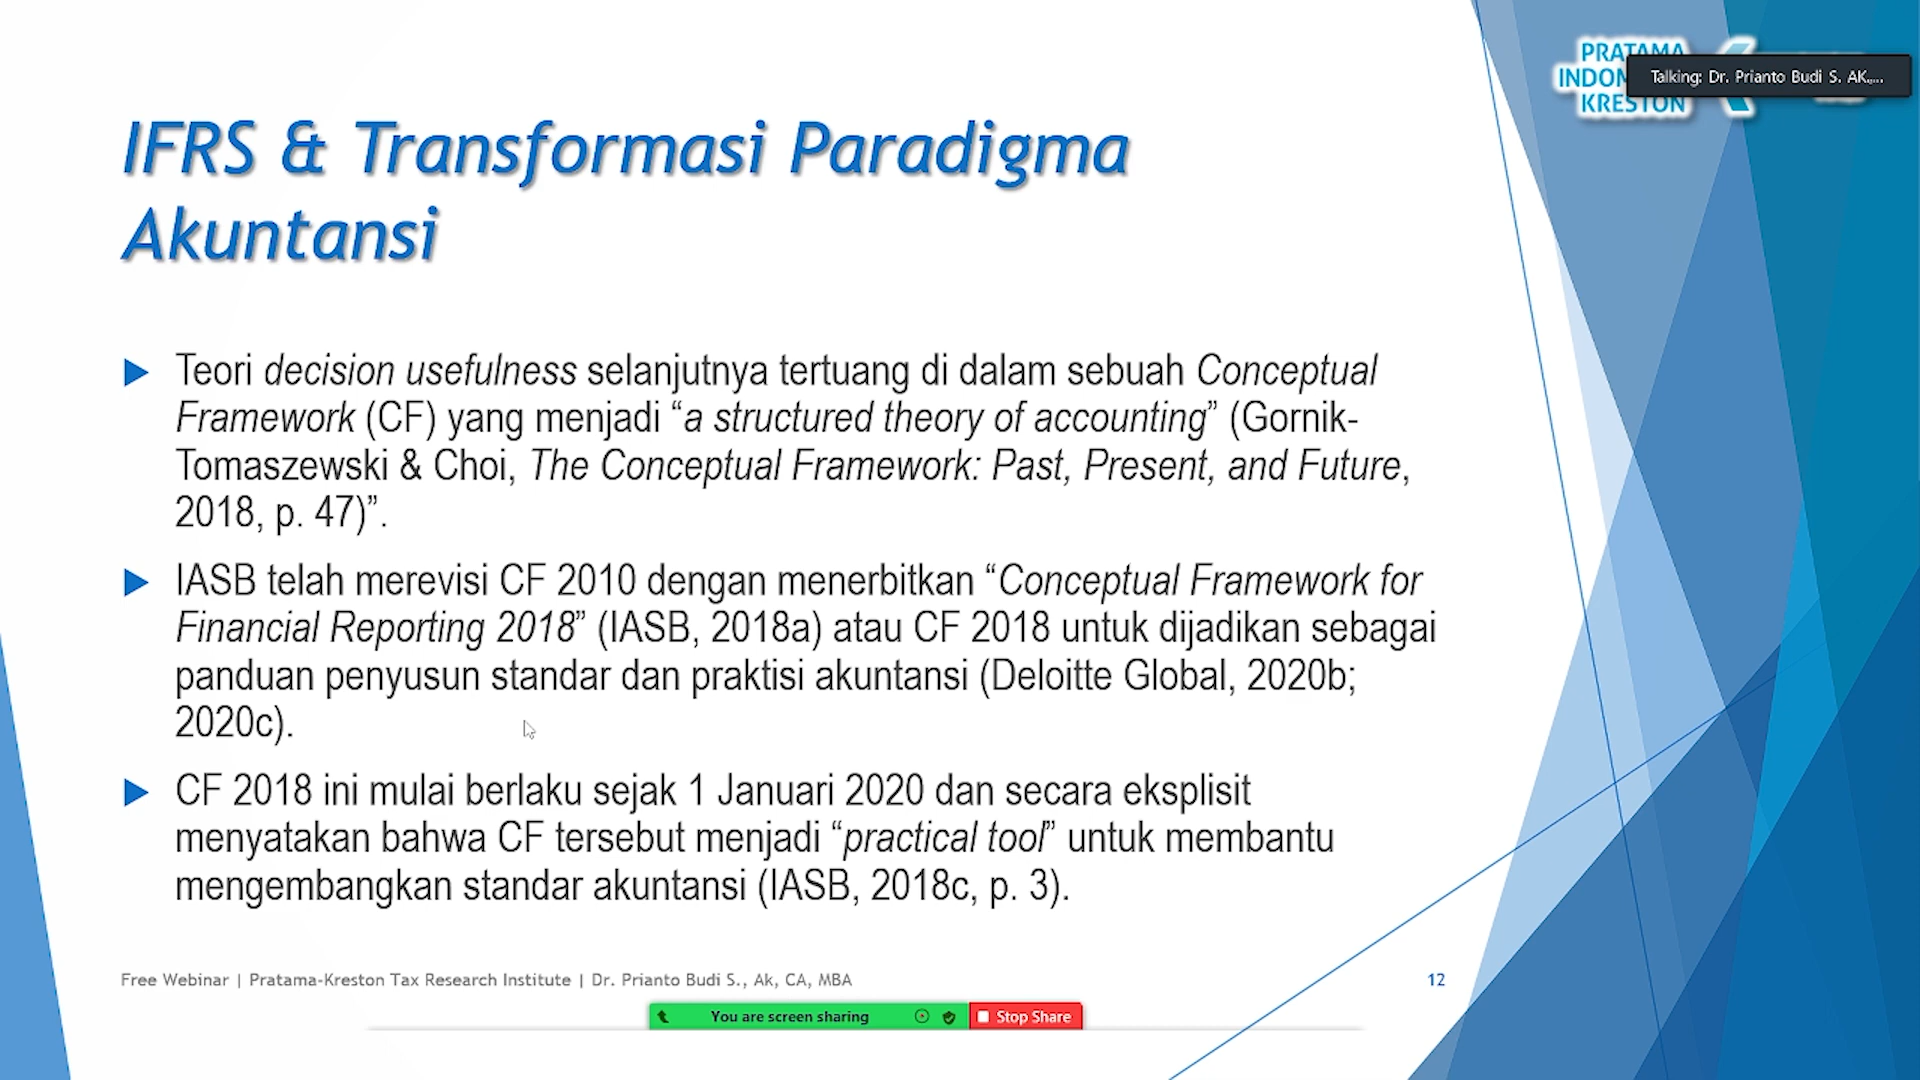 PRATAMA
KRESTON
Talking: Dr. Prianto Budi S. AK,...
IFRS & Transformasi Paradigma
Akuntansi
Teori decision usefulness selanjutnya tertuang di dalam sebuah Conceptual
Framework (CF) yang menjadi “a structured theory of accounting” (Gornik-
Tomaszewski & Choi, The Conceptual Framework: Past, Present, and Future,
2018, p. 47)”.
IASB telah merevisi CF 2010 dengan menerbitkan “Conceptual Framework for
Financial Reporting 2018” (IASB, 2018a) atau CF 2018 untuk dijadikan sebagai
panduan penyusun standar dan praktisi akuntansi (Deloitte Global, 2020b;
2020c).
CF 2018 ini mulai berlaku sejak 1 Januari 2020 dan secara eksplisit
menyatakan bahwa CF tersebut menjadi “practical tool” untuk membantu
mengembangkan standar akuntansi (IASB, 2018c, p. 3).
Free Webinar | Pratama-Kreston Tax Research Institute | Dr. Prianto Budi S., Ak, CA, MBA
12
You are screen sharing
Stop Share